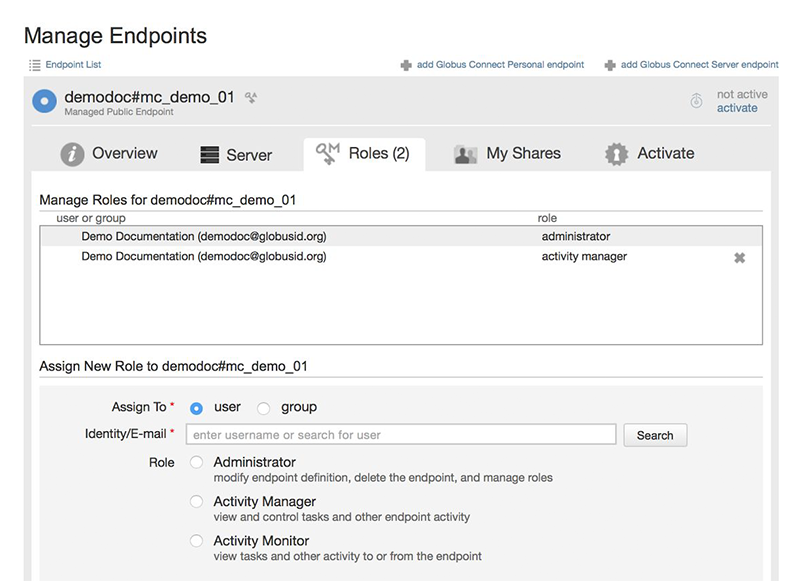 Manage Endpoints
Endpoint List
add Globus Connect Personal endpoint
add Globus Connect Server endpoint
demodoc#mc_demo_01
Managed Public Endpoint
not active
activate
Overview
Server
Roles (2)
My Shares
Activate
Manage Roles for demodoc#mc_demo_01
user or group role
Demo Documentation (demodoc@globusid.org) administrator
Demo Documentation (demodoc@globusid.org) activity manager
Assign New Role to demodoc#mc_demo_01
Assign To * user group
Identity/E-mail * enter username or search for user Search
Role Administrator
modify endpoint definition, delete the endpoint, and manage roles
Activity Manager
view and control tasks and other endpoint activity
Activity Monitor
view tasks and other activity to or from the endpoint